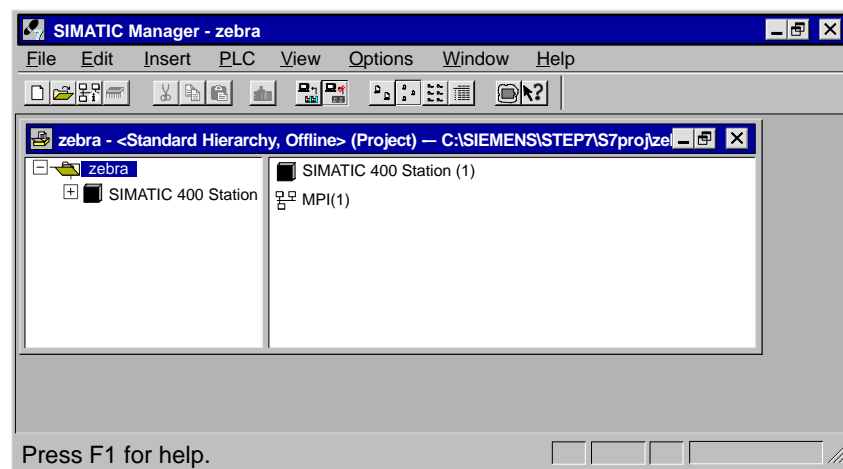 SIMATIC Manager - zebra
File Edit Insert PLC View Options Window Help
zebra - <Standard Hierarchy, Offline> (Project) — C:\SIEMENS\STEP7\S7proj\ze
zebra
SIMATIC 400 Station
SIMATIC 400 Station (1)
MPI(1)
Press F1 for help.